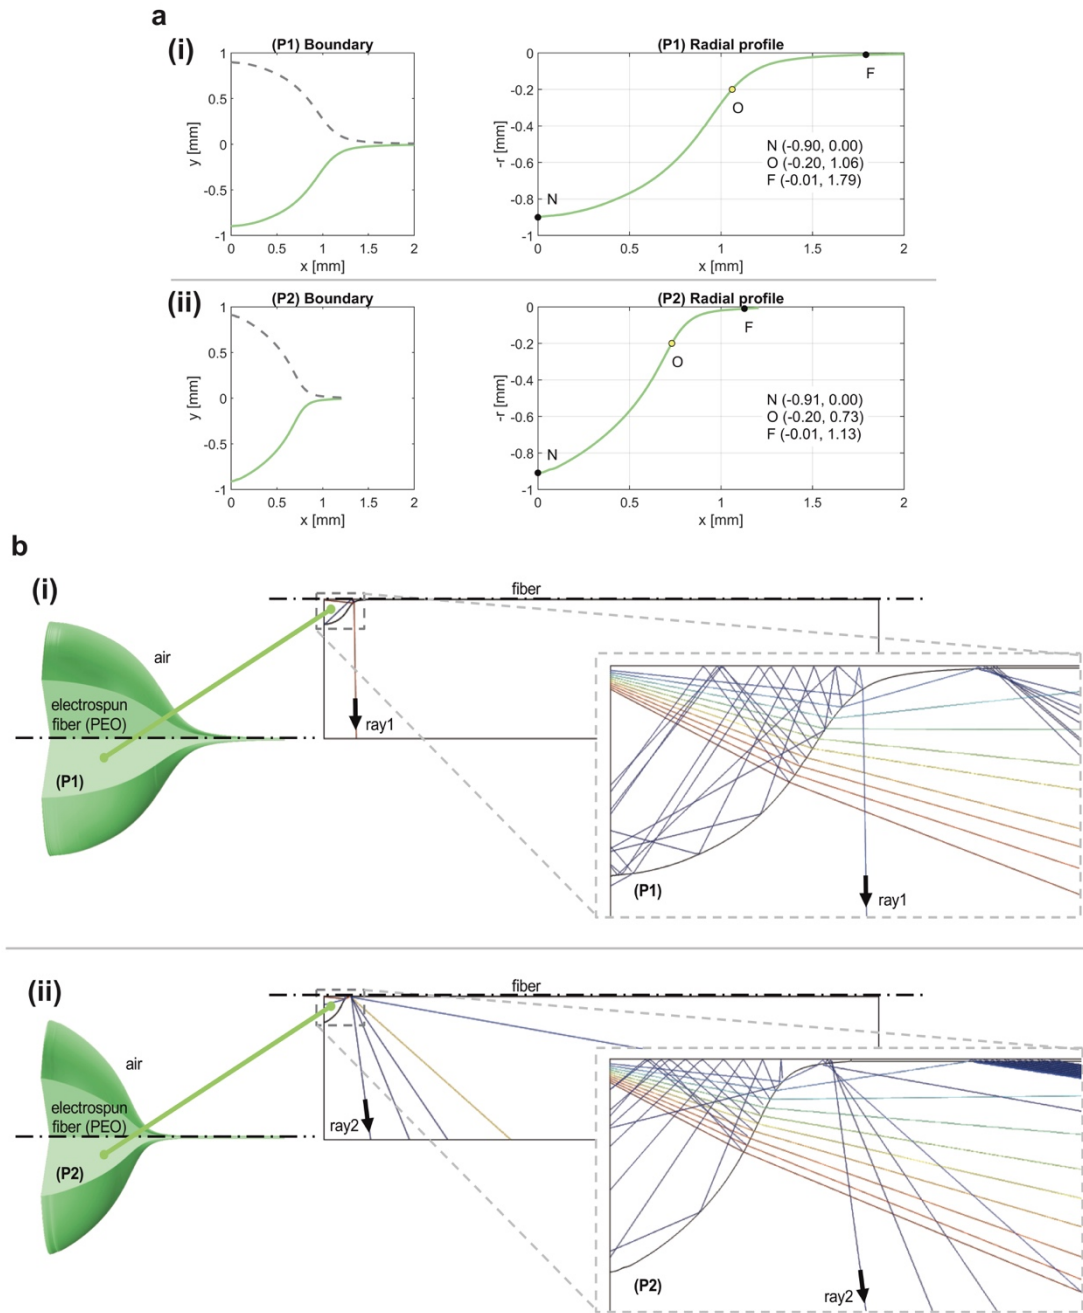 a
(i)
(P1) Boundary
1
0.5
0
-0.5
-1
y [mm]
0
0.5
1
1.5
2
x [mm]
(P1) Radial profile
0
-0.2
-0.4
-0.6
-0.8
-1
-r [mm]
F
O
N
N (-0.90, 0.00)
O (-0.20, 1.06)
F (-0.01, 1.79)
0
0.5
1
1.5
2
x [mm]
(ii)
(P2) Boundary
1
0.5
0
-0.5
-1
y [mm]
0
0.5
1
1.5
2
x [mm]
(P2) Radial profile
0
-0.2
-0.4
-0.6
-0.8
-1
-r [mm]
F
O
N
N (-0.91, 0.00)
O (-0.20, 0.73)
F (-0.01, 1.13)
0
0.5
1
1.5
2
x [mm]
b
(i)
fiber
air
electrospun
fiber (PEO)
(P1)
ray1
(P1)
ray1
(ii)
fiber
air
electrospun
fiber (PEO)
(P2)
ray2
(P2)
ray2